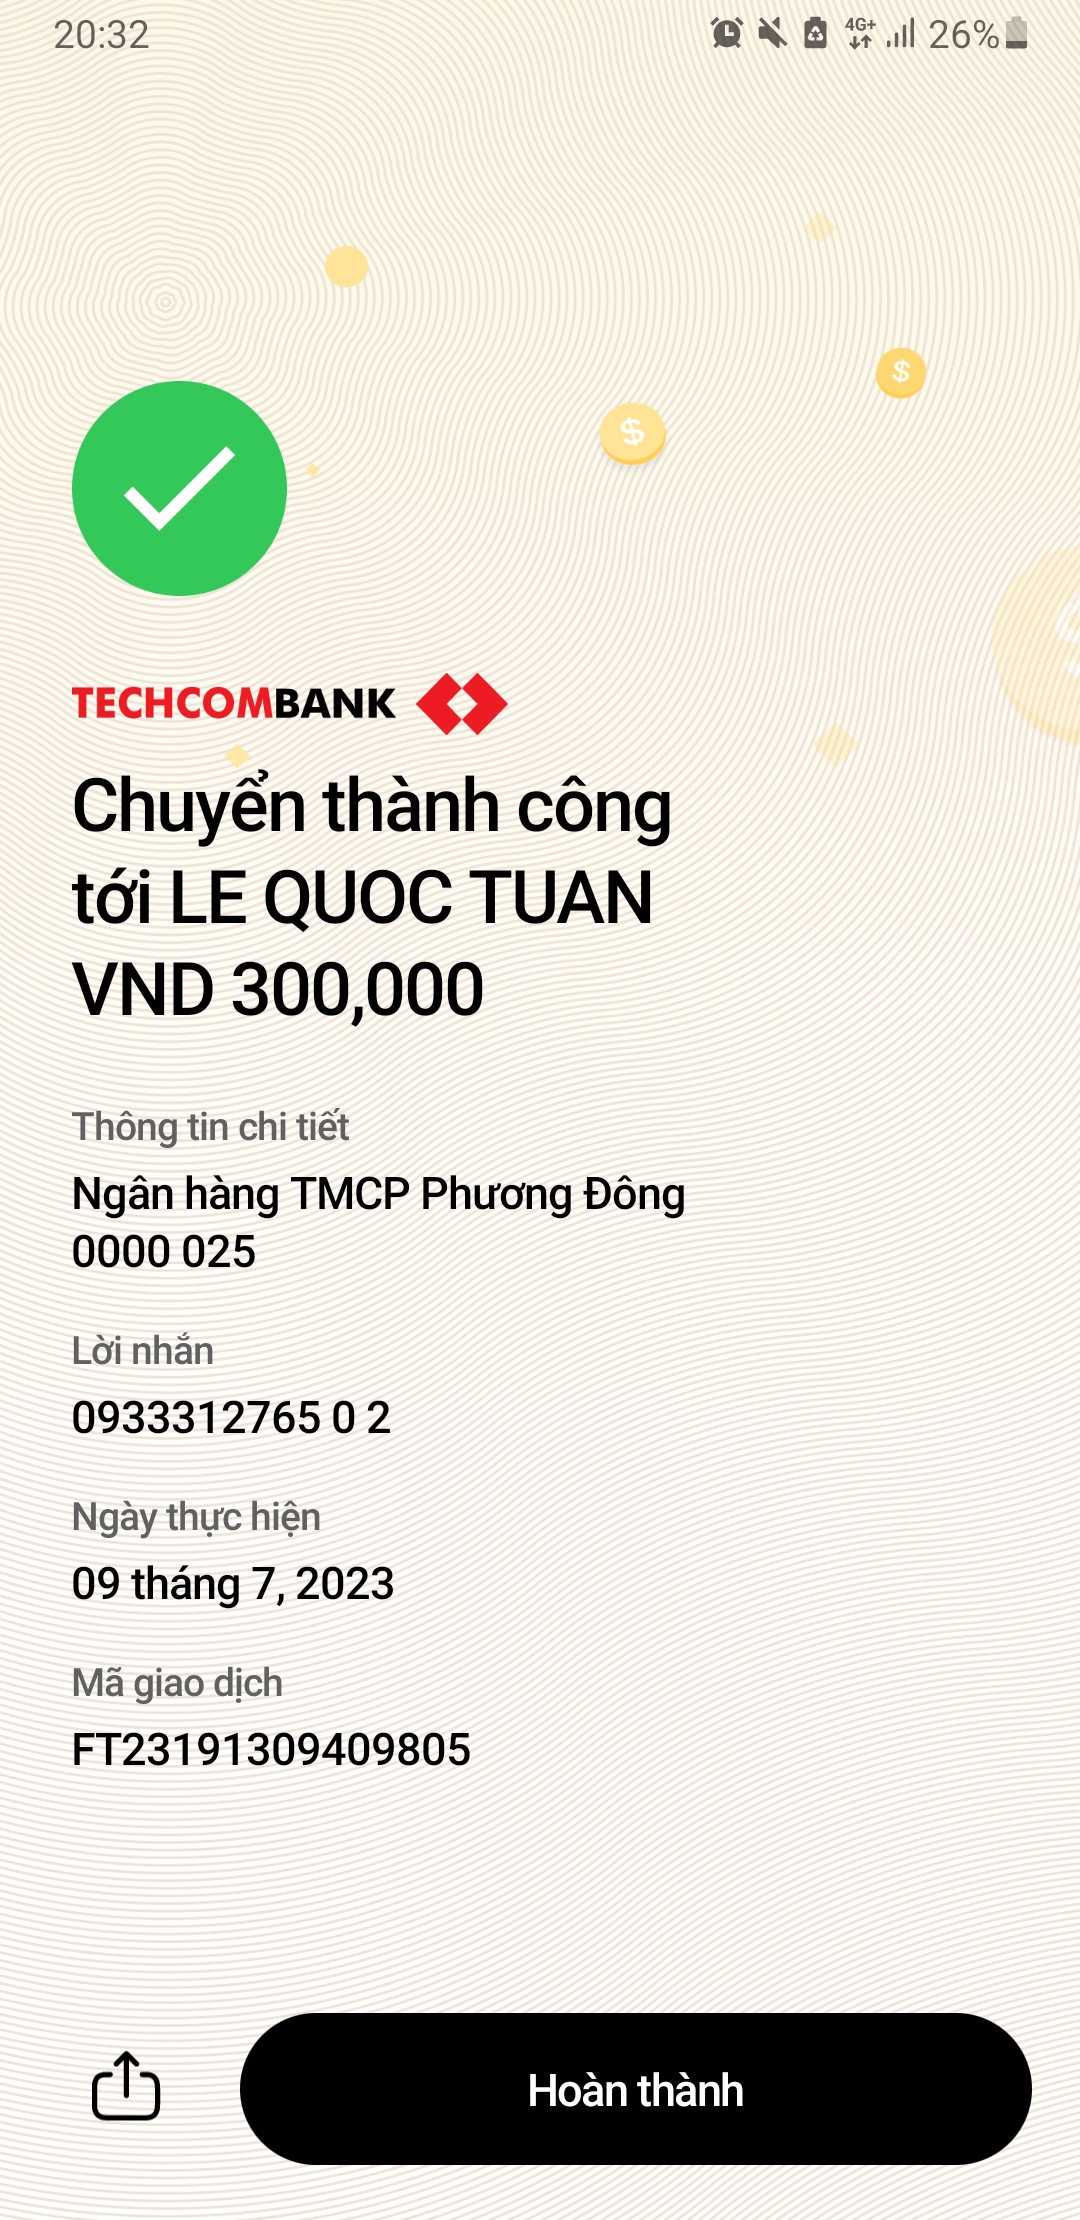 20:32
4G+
26%
$
$
$
TECHCOMBANK
Chuyển thành công
tới LE QUOC TUAN
VND 300,000
Thông tin chi tiết
Ngân hàng TMCP Phương Đông
0000 025
Lời nhắn
0933312765 0 2
Ngày thực hiện
09 tháng 7, 2023
Mã giao dịch
FT23191309409805
Hoàn thành